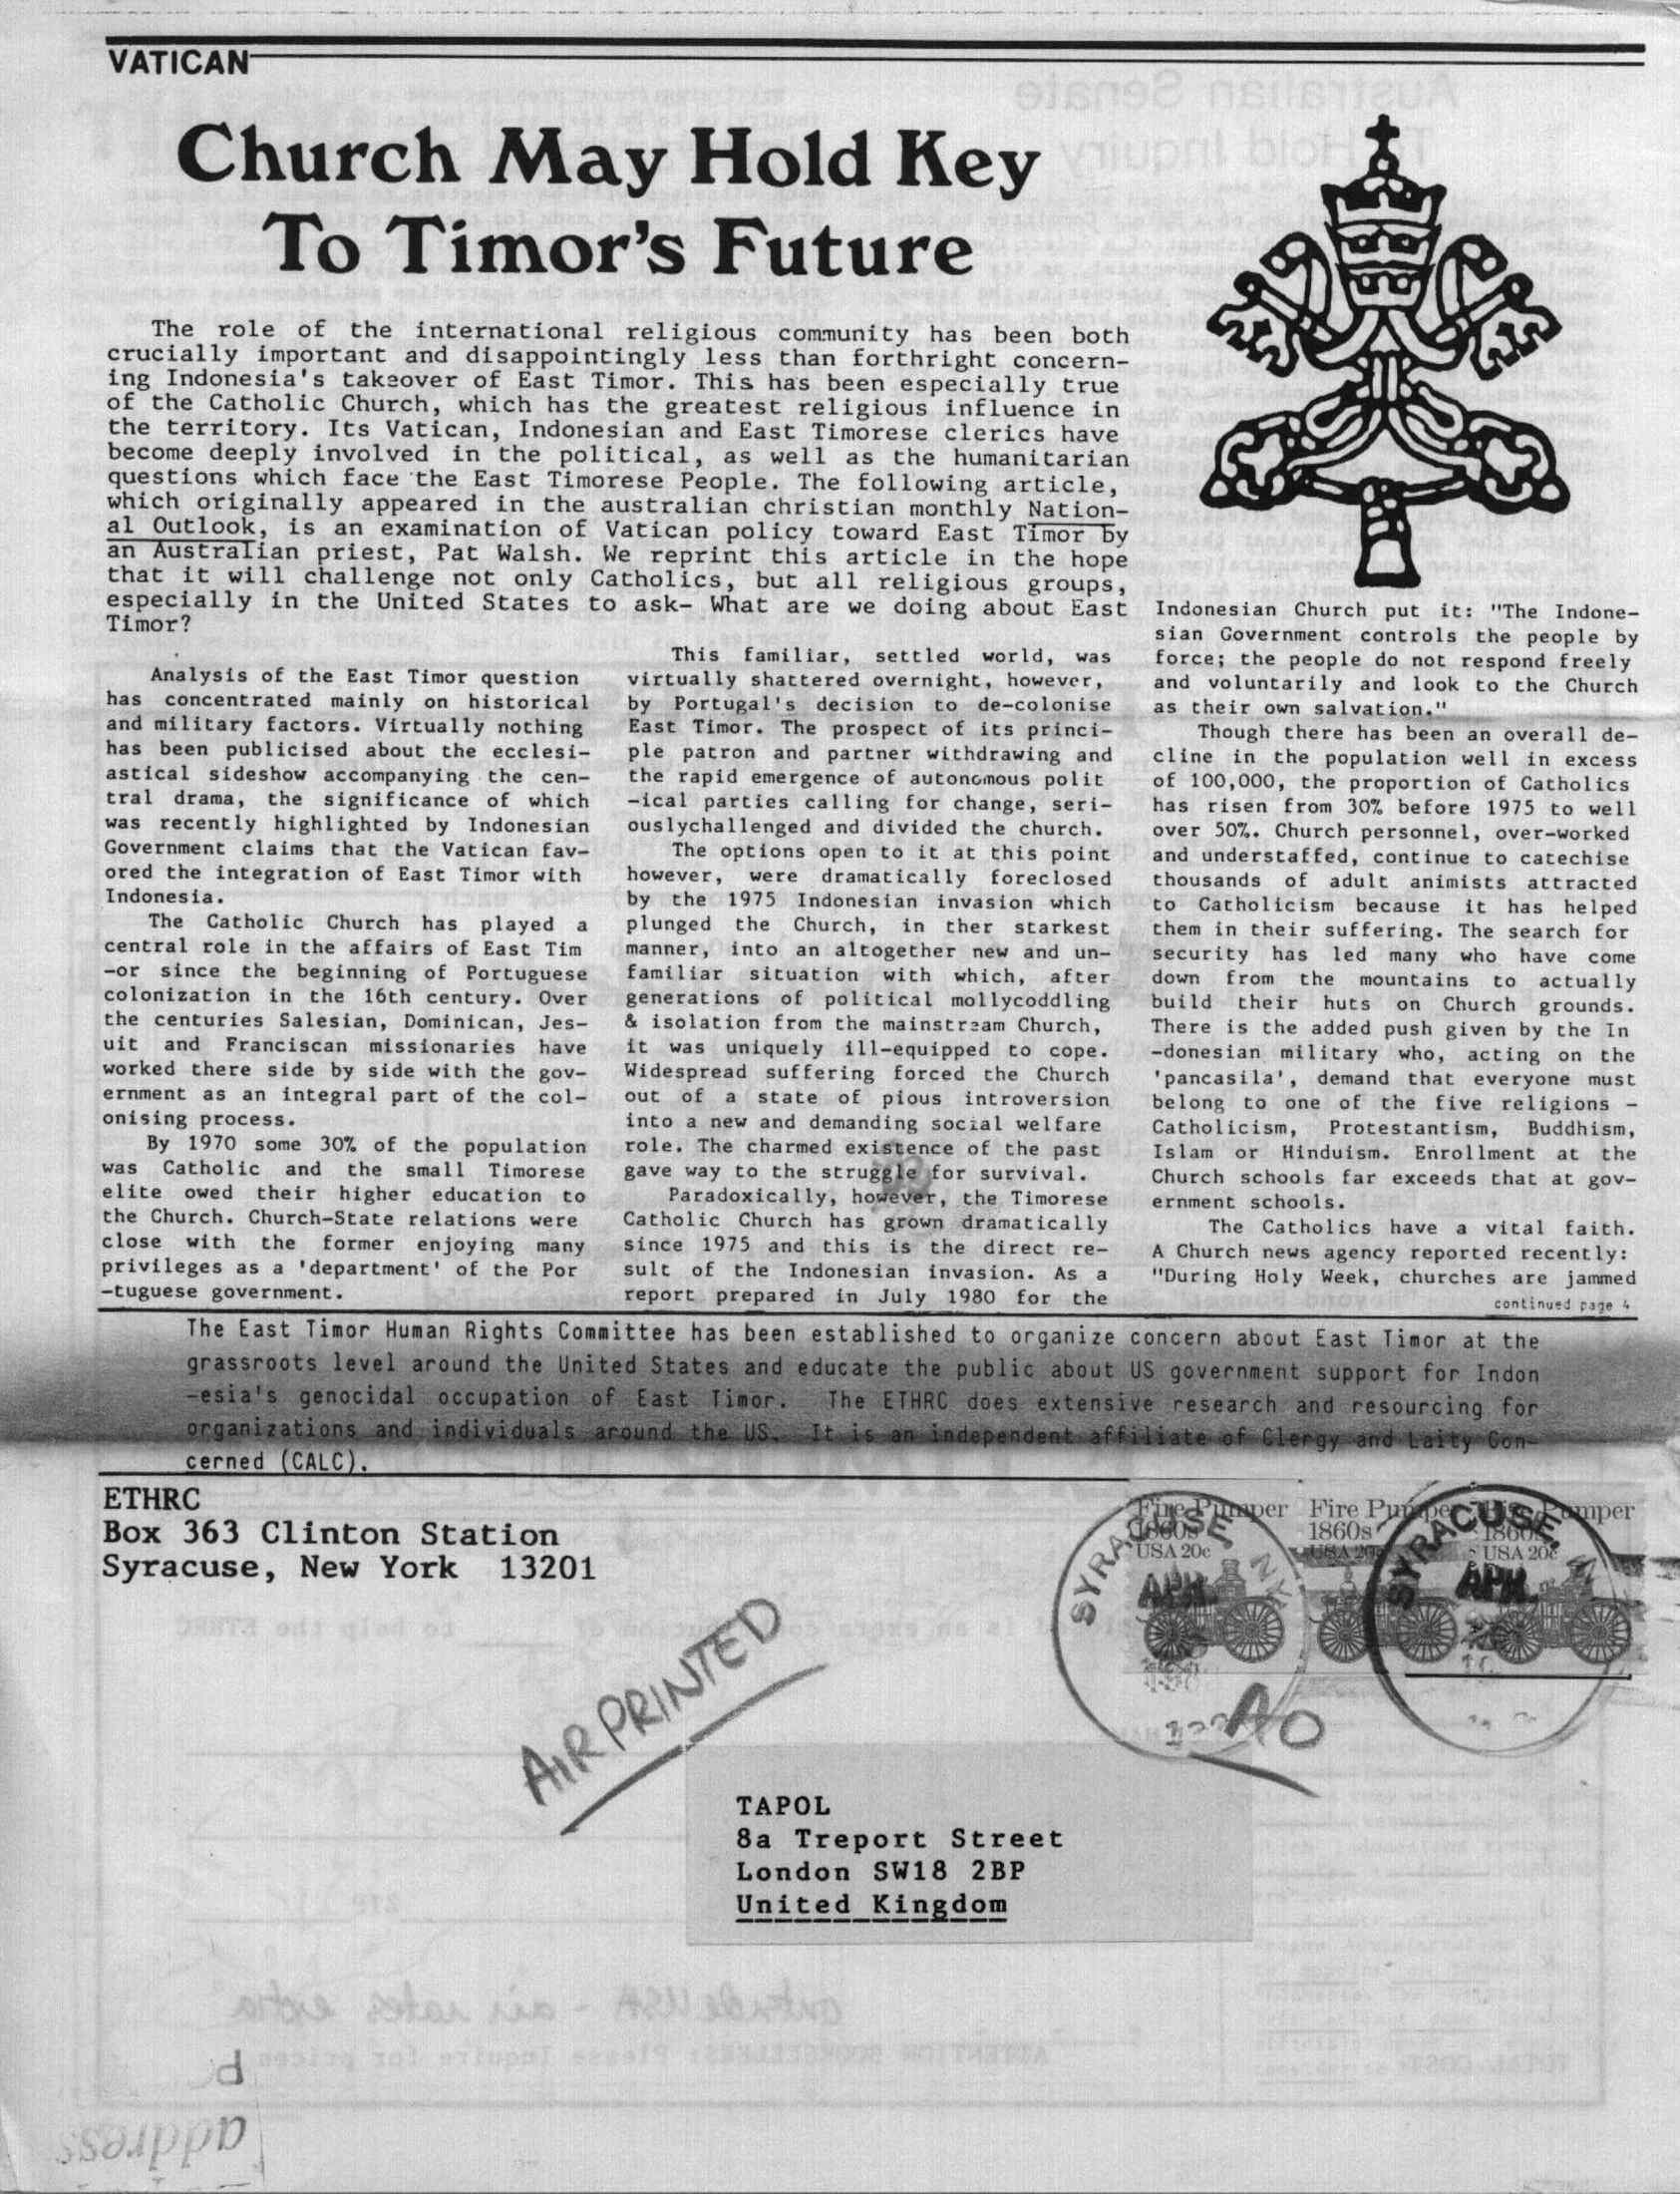 VATICAN
Church May Hold Key
To Timor's Future
The role of the international religious community has been both
crucially important and disappointingly less than forthright concern-
ing Indonesia's takeover of East Timor. This has been especially true
of the Catholic Church, which has the greatest religious influence in
the territory. Its Vatican, Indonesian and East Timorese clerics have
become deeply involved in the political, as well as the humanitarian
questions which face the East Timorese People. The following article,
which originally appeared in the australian christian monthly Nation-
al Outlook, is an examination of Vatican policy toward East Timor by
an Australian priest, Pat Walsh. We reprint this article in the hope
that it will challenge not only Catholics, but all religious groups,
especially in the United States to ask- What are we doing about East
Timor?
Analysis of the East Timor question
has concentrated mainly on historical
and military factors. Virtually nothing
has been publicised about the ecclesi-
astical sideshow accompanying the cen-
tral drama, the significance of which
was recently highlighted by Indonesian
Government claims that the Vatican fav-
ored the integration of East Timor with
Indonesia.
The Catholic Church has played a
central role in the affairs of East Tim
-or since the beginning of Portuguese
colonization in the 16th century. Over
the centuries Salesian, Dominican, Jes-
uit and Franciscan missionaries have
worked there side by side with the gov-
ernment as an integral part of the col-
onising process.
By 1970 some 30% of the population
was Catholic and the small Timorese
elite owed their higher education to
the Church. Church-State relations were
close with the former enjoying many
privileges as a 'department' of the Por
-tuguese government.
This familiar, settled world, was
virtually shattered overnight, however,
by Portugal's decision to de-colonise
East Timor. The prospect of its princi-
ple patron and partner withdrawing and
the rapid emergence of autonomous polit
-ical parties calling for change, seri-
ouslychallenged and divided the church.
The options open to it at this point
however, were dramatically foreclosed
by the 1975 Indonesian invasion which
plunged the Church, in ther starkest
manner, into an altogether new and un-
familiar situation with which, after
generations of political mollycoddling
& isolation from the mainstream Church,
it was uniquely ill-equipped to cope.
Widespread suffering forced the Church
out of a state of pious introversion
into a new and demanding social welfare
role. The charmed existence of the past
gave way to the struggle for survival.
Paradoxically, however, the Timorese
Catholic Church has grown dramatically
since 1975 and this is the direct re-
sult of the Indonesian invasion. As a
report prepared in July 1980 for the
Indonesian Church put it: "The Indone-
sian Government controls the people by
force; the people do not respond freely
and voluntarily and look to the Church
as their own salvation."
Though there has been an overall de-
cline in the population well in excess
of 100,000, the proportion of Catholics
has risen from 30% before 1975 to well
over 50%. Church personnel, over-worked
and understaffed, continue to catechise
thousands of adult animists attracted
to Catholicism because it has helped
them in their suffering. The search for
security has led many who have come
down from the mountains to actually
build their huts on Church grounds.
There is the added push given by the In
-donesian military who, acting on the
'pancasila', demand that everyone must
belong to one of the five religions -
Catholicism, Protestantism, Buddhism,
Islam or Hinduism. Enrollment at the
Church schools far exceeds that at gov-
ernment schools.
The Catholics have a vital faith.
A Church news agency reported recently:
"During Holy Week, churches are jammed
continued page 4
The East Timor Human Rights Committee has been established to organize concern about East Timor at the
grassroots level around the United States and educate the public about US government support for Indon
-esia's genocidal occupation of East Timor. The ETHRC does extensive research and resourcing for
organizations and individuals around the US. It is an independent affiliate of Clergy and Laity Con-
cerned (CALC).
ETHRC
Box 363 Clinton Station
Syracuse, New York 13201
Fire Pumper Fire Pumper Fire Pumper
1860s 1860s 1860s
USA 20c USA 20c USA 20c
SYRACUSE NY
APR
SYRACUSE, N
APR
AIR PRINTED
AO
TAPOL
8a Treport Street
London SW18 2BP
United Kingdom